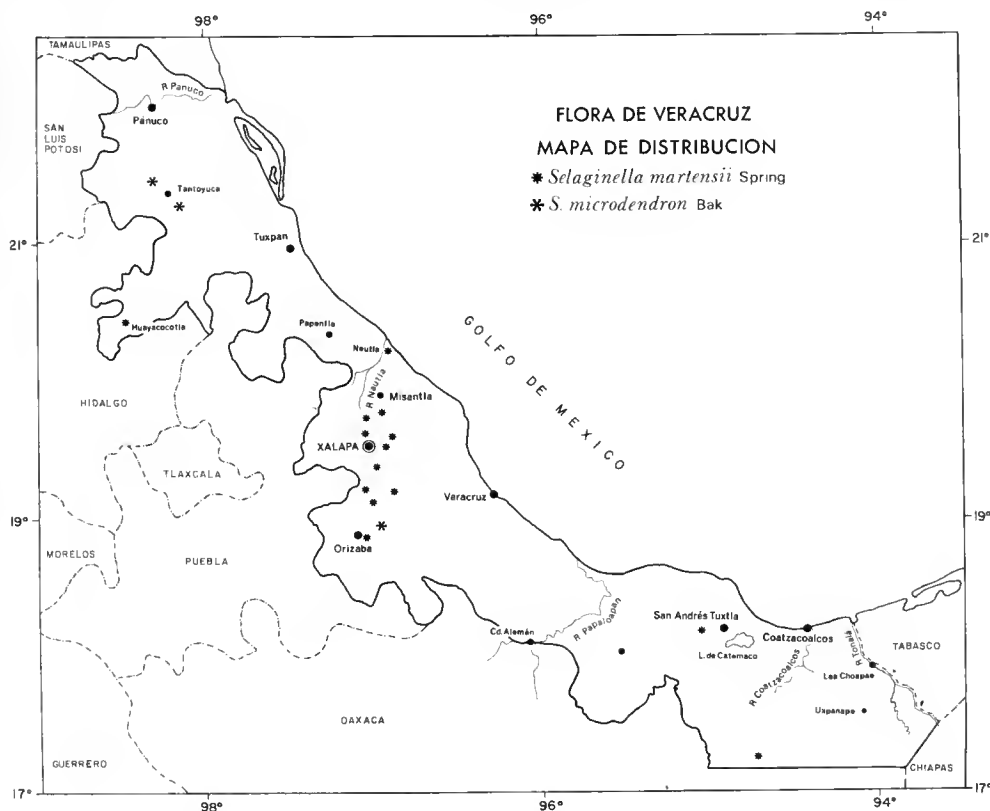 98°
96°
94°
TAMAULIPAS
R Panuco
Pánuco
FLORA DE VERACRUZ
MAPA DE DISTRIBUCION
Selaginella martensii Spring
S. microdendron Bak
SAN
LUIS
POTOSI
Tantoyuca
Tuxpan
21°
21°
Huayacocotla
Papantla
Nautla
GOLFO DE MEXICO
R Nautla
Misantla
HIDALGO
XALAPA
TLAXCALA
Veracruz
19°
19°
MORELOS
PUEBLA
Orizaba
R Papaloapan
San Andrés Tuxtla
Cd. Alemán
Coatzacoalcos
R Tonalá
TABASCO
L. de Catemaco
R Coatzacoalcos
Las Choapas
Uxpanapa
OAXACA
GUERRERO
CHIAPAS
17°
17°
98°
96°
94°